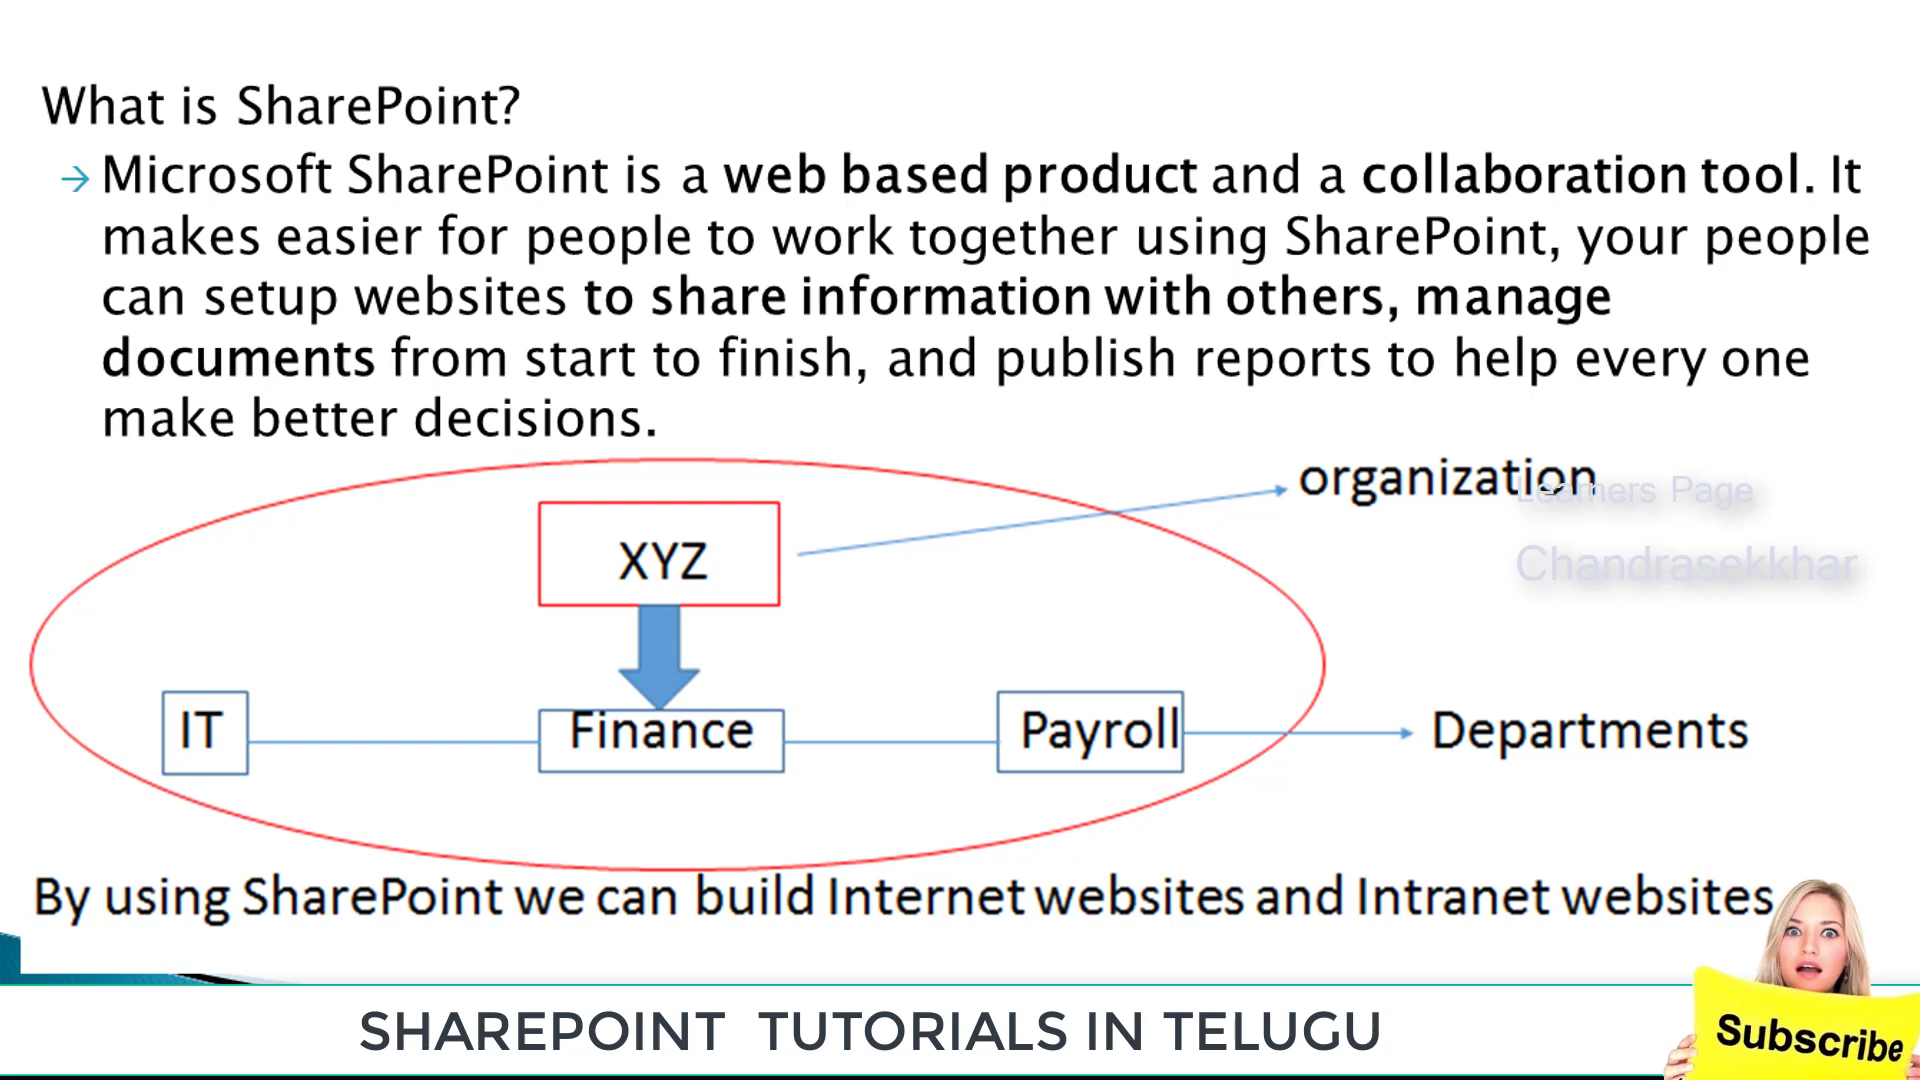 What is SharePoint?
→ Microsoft SharePoint is a web based product and a collaboration tool. It
makes easier for people to work together using SharePoint, your people
can setup websites to share information with others, manage
documents from start to finish, and publish reports to help every one
make better decisions.
organization
Learners Page
XYZ
Chandrasekkhar
IT
Finance
Payroll
Departments
By using SharePoint we can build Internet websites and Intranet websites
SHAREPOINT TUTORIALS IN TELUGU
Subscribe